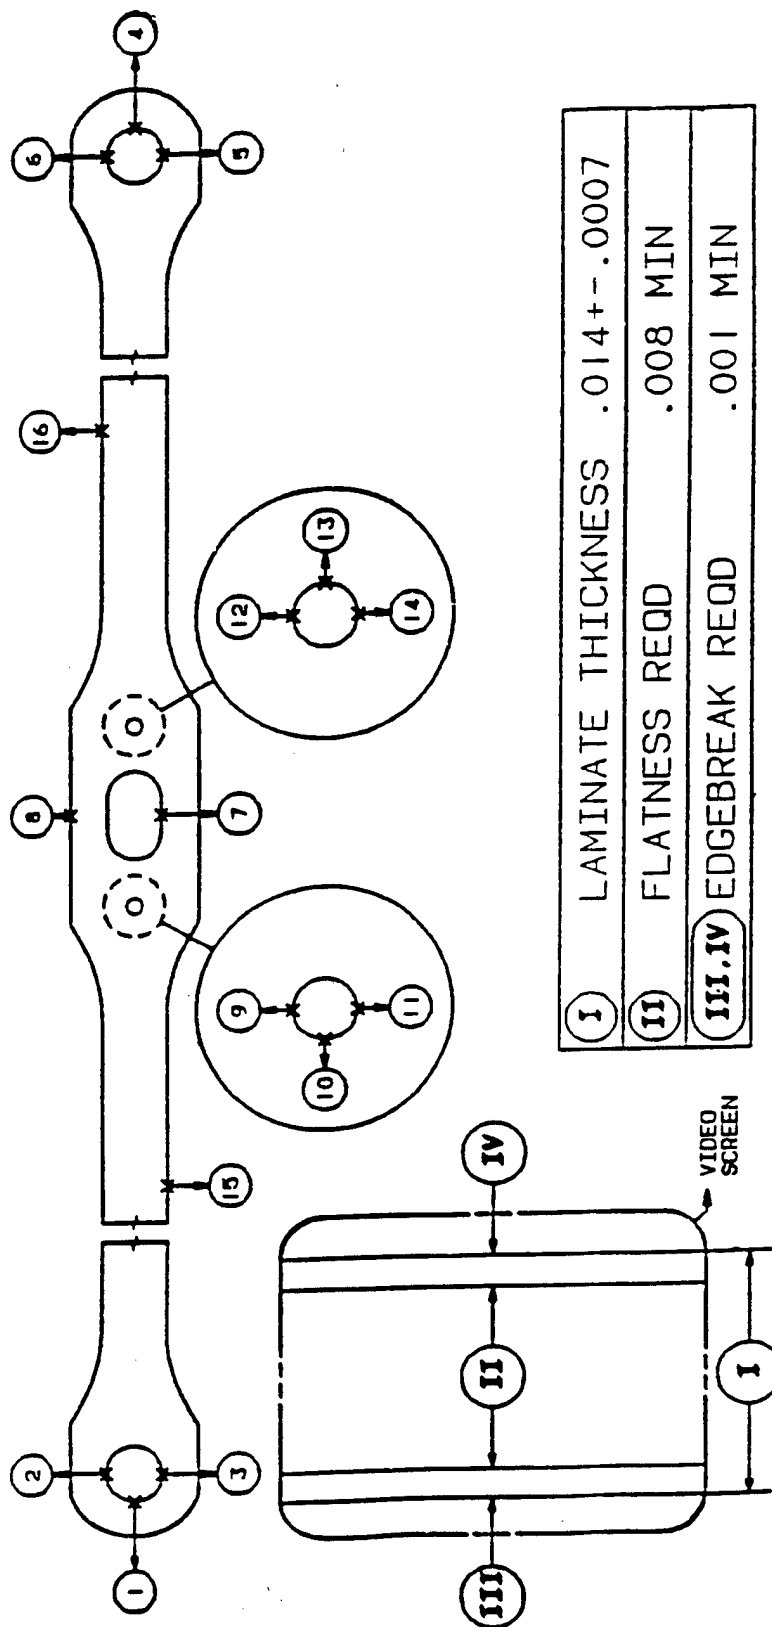 2
6
1
4
3
5
8
16
15
7
9
10
11
12
13
14
III
II
IV
I
VIDEO
SCREEN
I LAMINATE THICKNESS .014+-.0007
II FLATNESS REQD .008 MIN
III,IV EDGEBREAK REQD .001 MIN